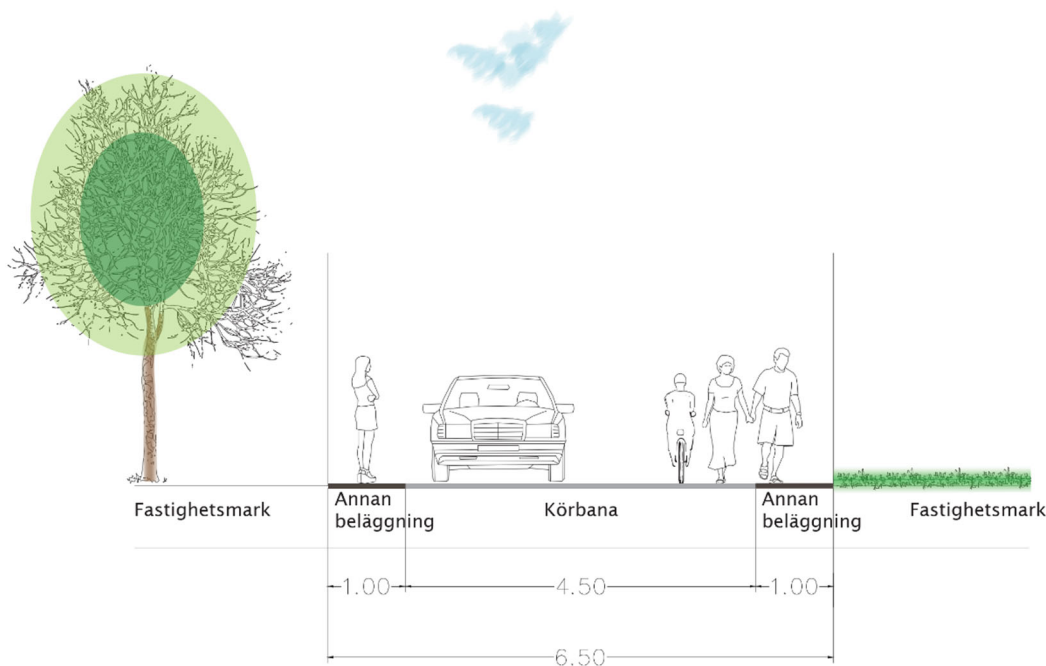 Fastighetsmark
Annan
beläggning
Körbana
Annan
beläggning
Fastighetsmark
1.00
4.50
1.00
6.50